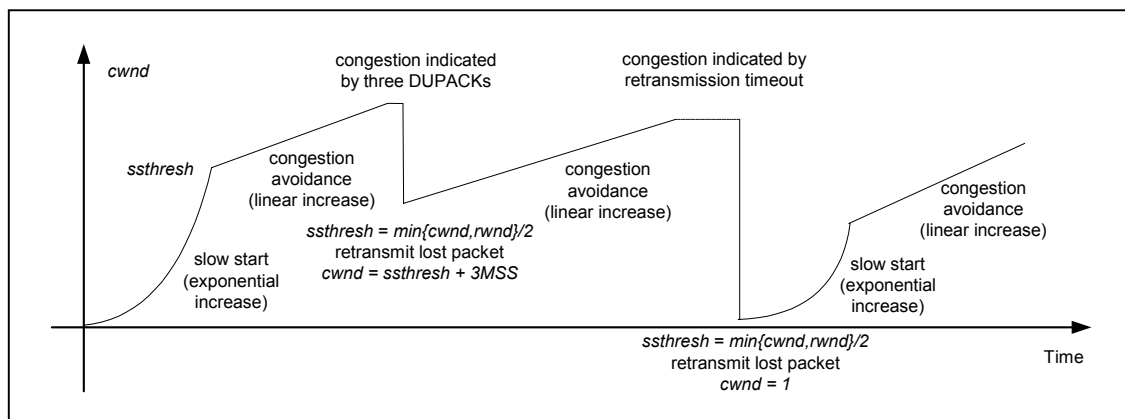 cwnd
congestion indicated
by three DUPACKs
congestion indicated by
retransmission timeout
ssthresh
congestion
avoidance
(linear increase)
congestion
avoidance
(linear increase)
congestion
avoidance
(linear increase)
ssthresh = min{cwnd,rwnd}/2
retransmit lost packet
cwnd = ssthresh + 3MSS
slow start
(exponential
increase)
slow start
(exponential
increase)
ssthresh = min{cwnd,rwnd}/2
retransmit lost packet
cwnd = 1
Time